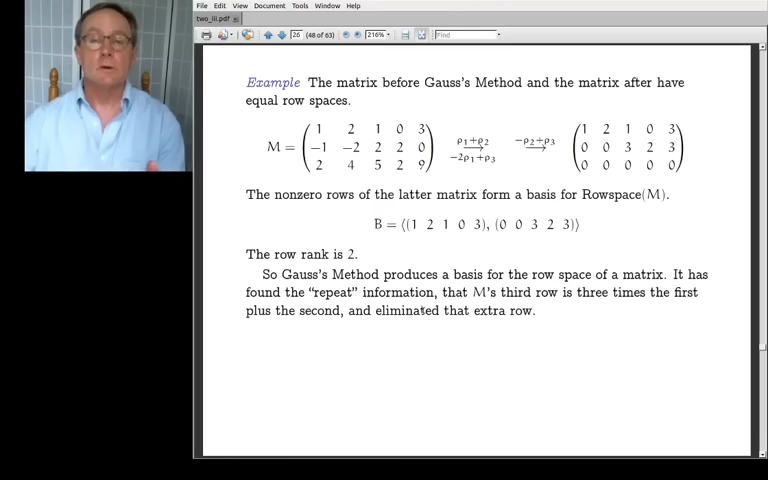 File Edit View Document Tools Window Help
two_iii.pdf
26 (48 of 63) 216% Find
Example The matrix before Gauss's Method and the matrix after have
equal row spaces.
M = ( 1 2 1 0 3 ) ρ1+ρ2 −ρ2+ρ3 ( 1 2 1 0 3 )
( −1 −2 2 2 0 ) −2ρ1+ρ3 ( 0 0 3 2 3 )
( 2 4 5 2 9 ) ( 0 0 0 0 0 )
The nonzero rows of the latter matrix form a basis for Rowspace(M).
B = ⟨(1 2 1 0 3), (0 0 3 2 3)⟩
The row rank is 2.
So Gauss's Method produces a basis for the row space of a matrix. It has
found the “repeat” information, that M's third row is three times the first
plus the second, and eliminated that extra row.